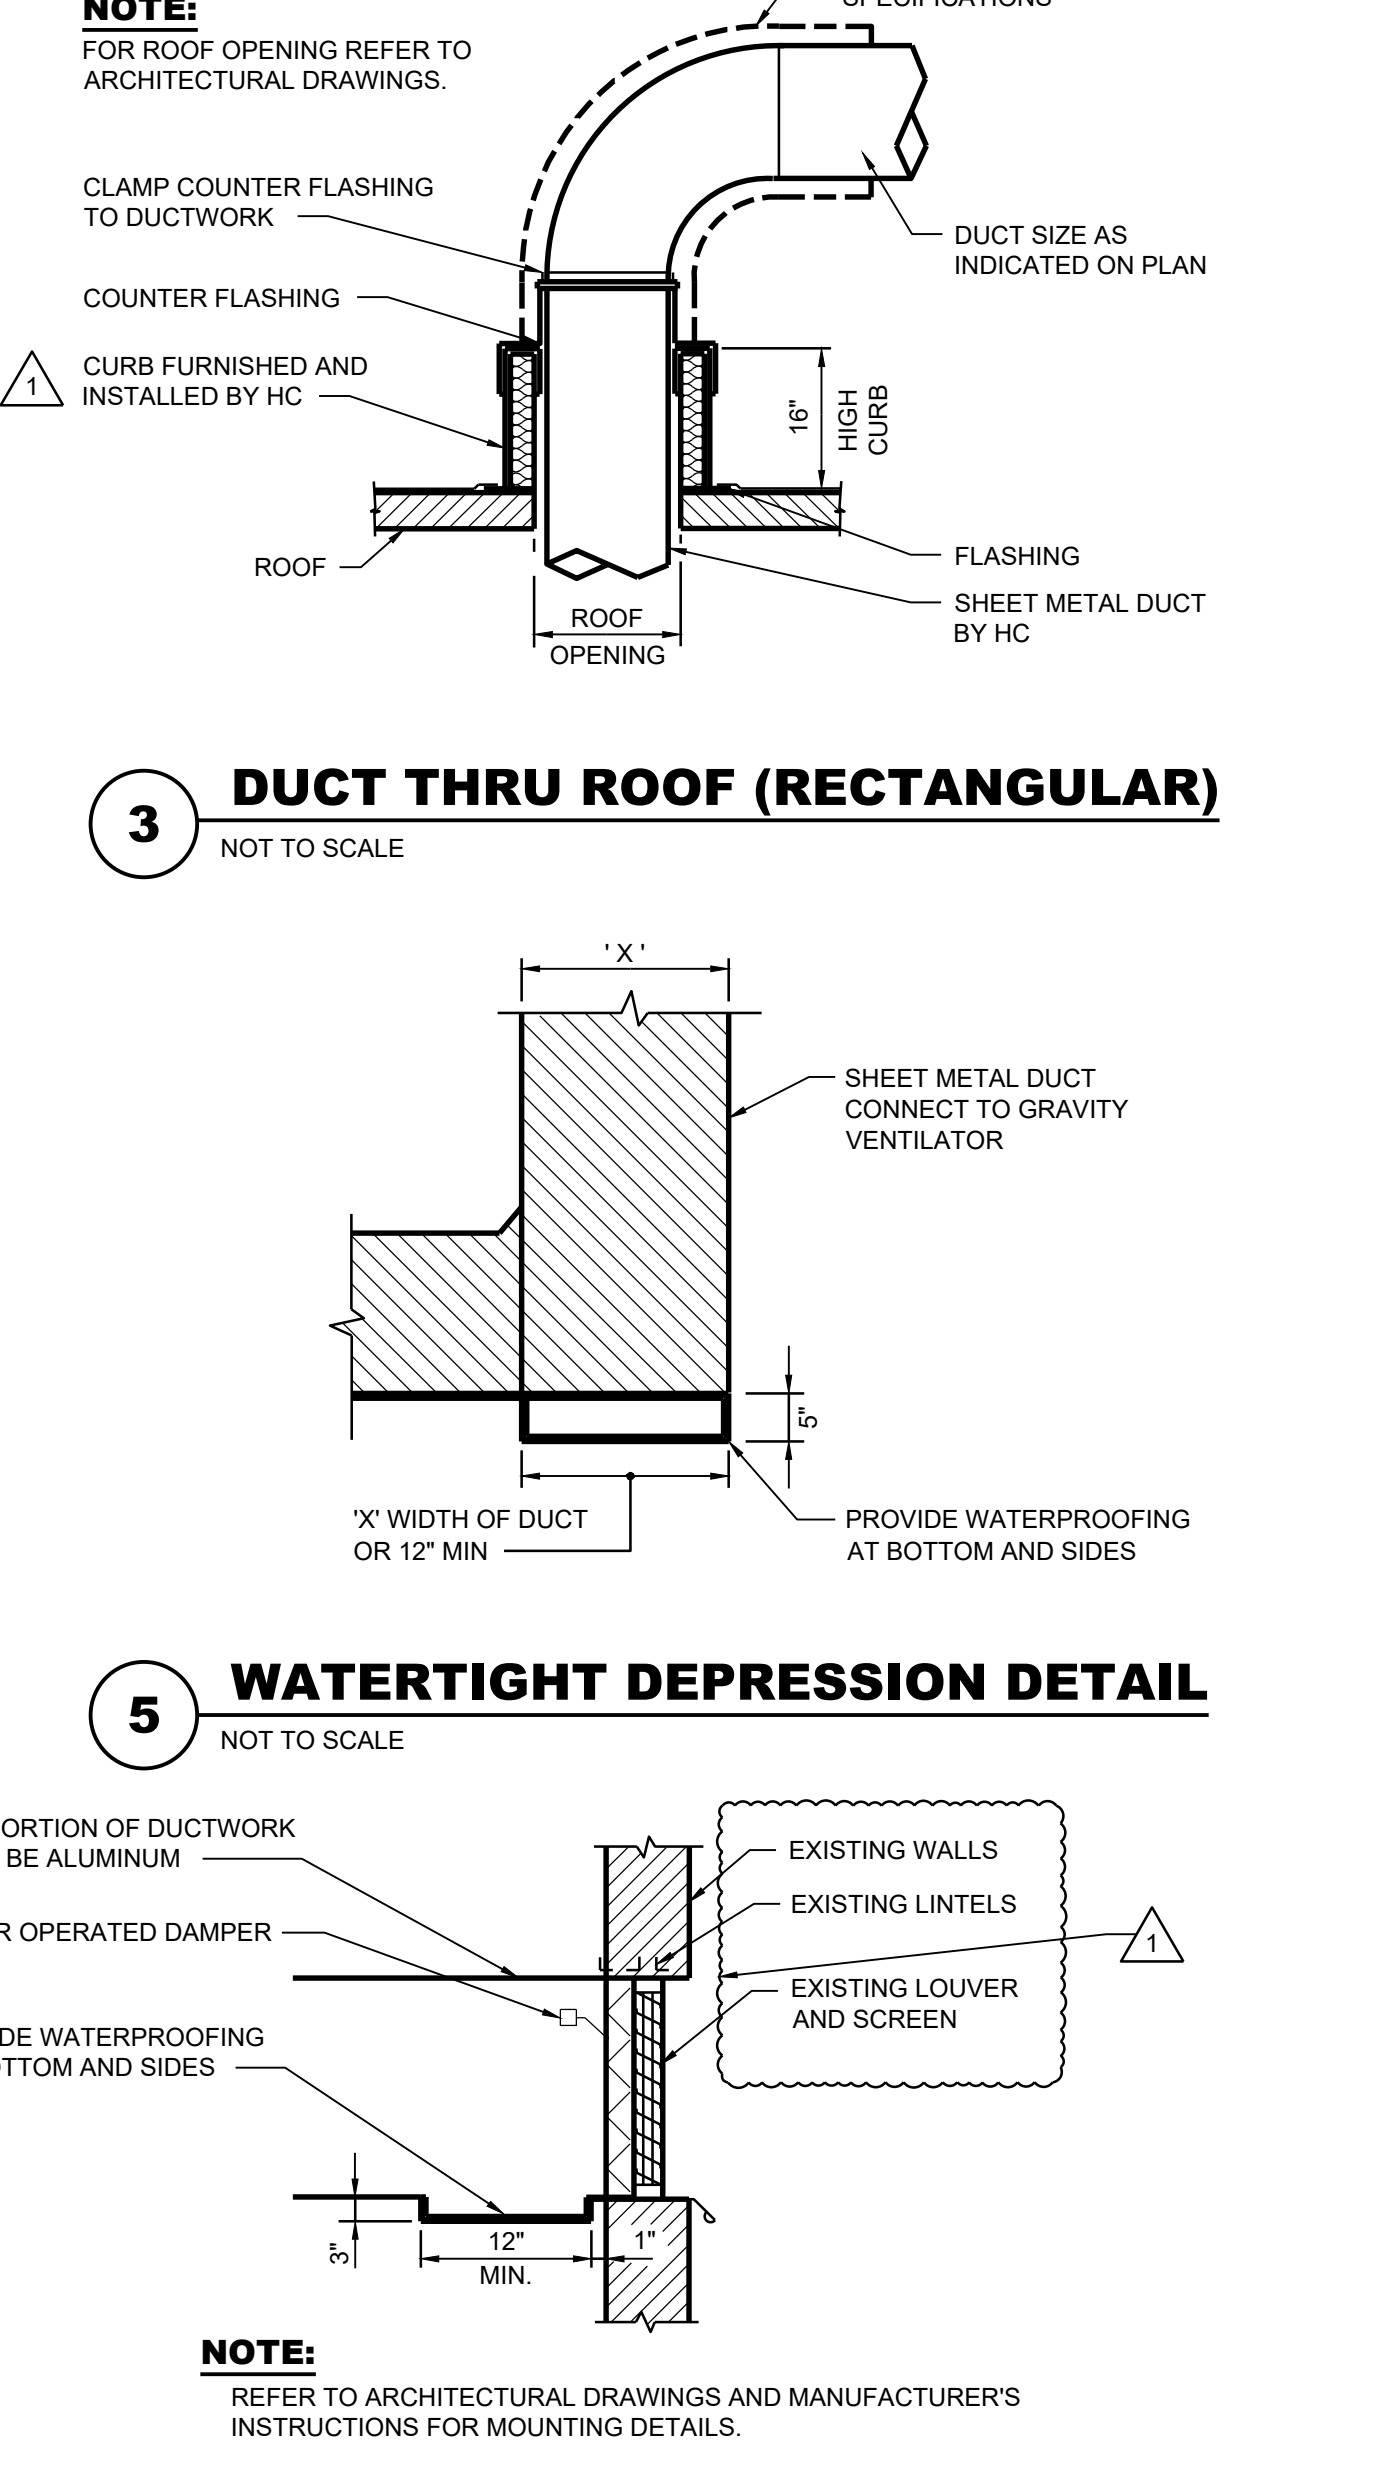 NOTE:
FOR ROOF OPENING REFER TO
ARCHITECTURAL DRAWINGS.
SPECIFICATIONS
CLAMP COUNTER FLASHING
TO DUCTWORK
DUCT SIZE AS
INDICATED ON PLAN
COUNTER FLASHING
1
CURB FURNISHED AND
INSTALLED BY HC
16"
HIGH
CURB
ROOF
FLASHING
SHEET METAL DUCT
BY HC
ROOF
OPENING
3
DUCT THRU ROOF (RECTANGULAR)
NOT TO SCALE
' X '
SHEET METAL DUCT
CONNECT TO GRAVITY
VENTILATOR
5"
'X' WIDTH OF DUCT
OR 12" MIN
PROVIDE WATERPROOFING
AT BOTTOM AND SIDES
5
WATERTIGHT DEPRESSION DETAIL
NOT TO SCALE
ORTION OF DUCTWORK
BE ALUMINUM
R OPERATED DAMPER
DE WATERPROOFING
OTTOM AND SIDES
EXISTING WALLS
EXISTING LINTELS
EXISTING LOUVER
AND SCREEN
1
3"
12"
MIN.
1"
NOTE:
REFER TO ARCHITECTURAL DRAWINGS AND MANUFACTURER'S
INSTRUCTIONS FOR MOUNTING DETAILS.